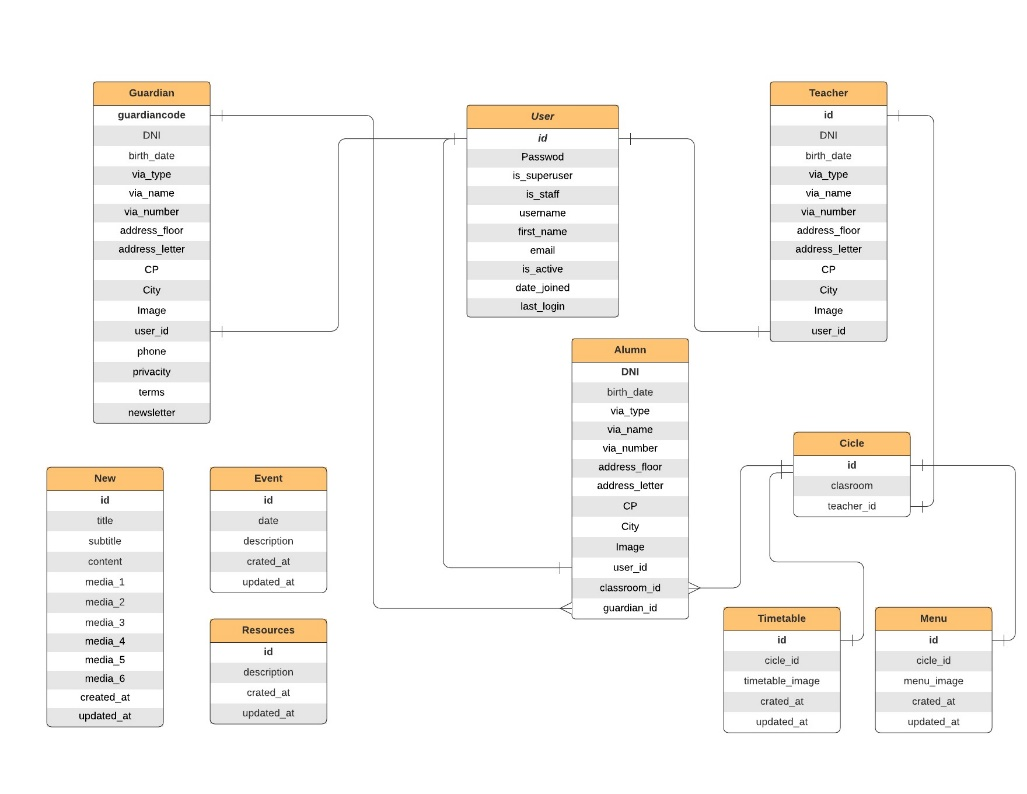 Guardian
guardiancode
DNI
birth_date
via_type
via_name
via_number
address_floor
address_letter
CP
City
Image
user_id
phone
privacity
terms
newsletter
User
id
Passwod
is_superuser
is_staff
username
first_name
email
is_active
date_joined
last_login
Teacher
id
DNI
birth_date
via_type
via_name
via_number
address_floor
address_letter
CP
City
Image
user_id
Alumn
DNI
birth_date
via_type
via_name
via_number
address_floor
address_letter
CP
City
Image
user_id
classroom_id
guardian_id
Cicle
id
clasroom
teacher_id
New
id
title
subtitle
content
media_1
media_2
media_3
media_4
media_5
media_6
created_at
updated_at
Event
id
date
description
crated_at
updated_at
Resources
id
description
crated_at
updated_at
Timetable
id
cicle_id
timetable_image
crated_at
updated_at
Menu
id
cicle_id
menu_image
crated_at
updated_at